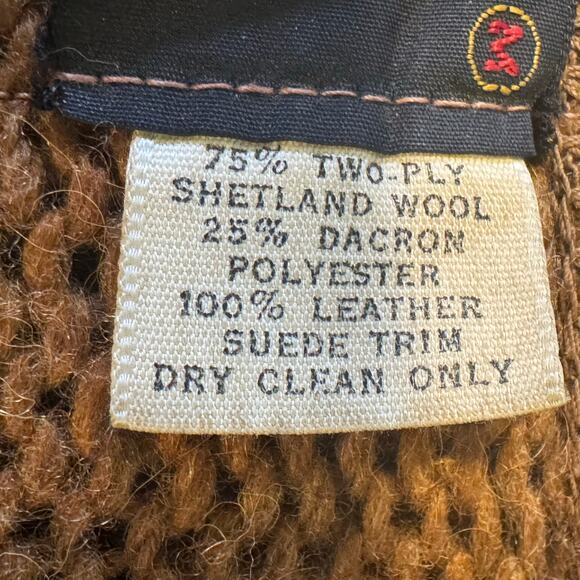 75% TWO-PLY
SHETLAND WOOL
25% DACRON
POLYESTER
100% LEATHER
SUEDE TRIM
DRY CLEAN ONLY